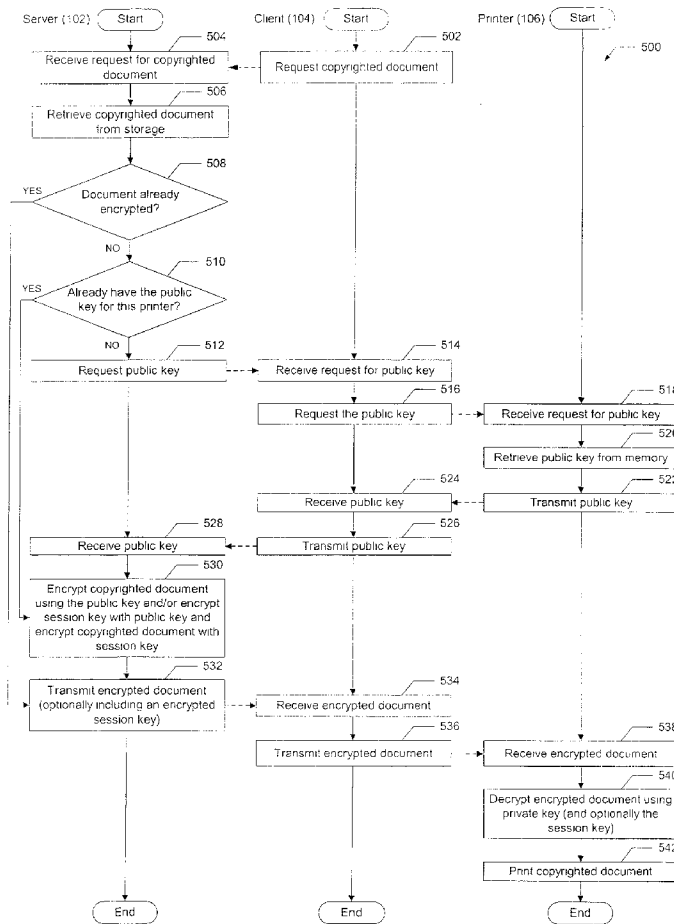 Server (102)
Start
Client (104)
Start
Printer (106)
Start
504
502
500
Receive request for copyrighted
document
Request copyrighted document
506
Retrieve copyrighted document
from storage
508
YES
Document already
encrypted?
NO
510
YES
Already have the public
key for this printer?
NO
512
514
Request public key
Receive request for public key
516
518
Request the public key
Receive request for public key
520
Retrieve public key from memory
524
522
Receive public key
Transmit public key
528
526
Receive public key
Transmit public key
530
Encrypt copyrighted document
using the public key and/or encrypt
session key with public key and
encrypt copyrighted document with
session key
532
534
Transmit encrypted document
(optionally including an encrypted
session key)
Receive encrypted document
536
538
Transmit encrypted document
Receive encrypted document
540
Decrypt encrypted document using
private key (and optionally the
session key)
542
Print copyrighted document
End
End
End